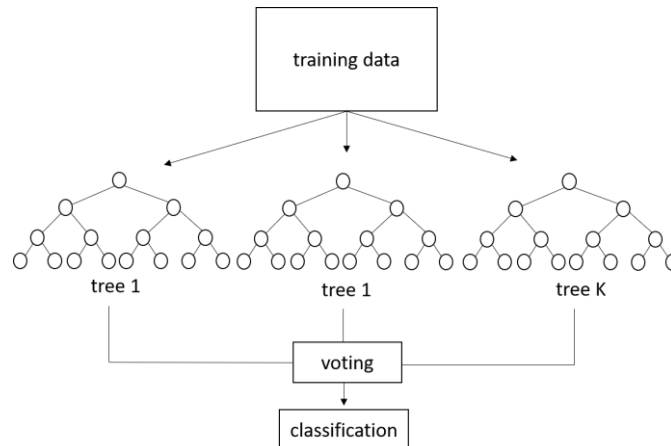 training data
tree 1
tree 1
tree K
voting
classification